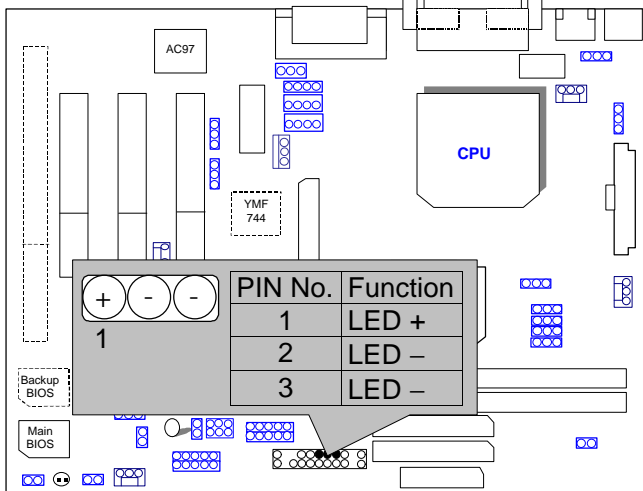 AC97
CPU
YMF
744
+ - -
1
PIN No. Function
1 LED +
2 LED –
3 LED –
Backup
BIOS
Main
BIOS